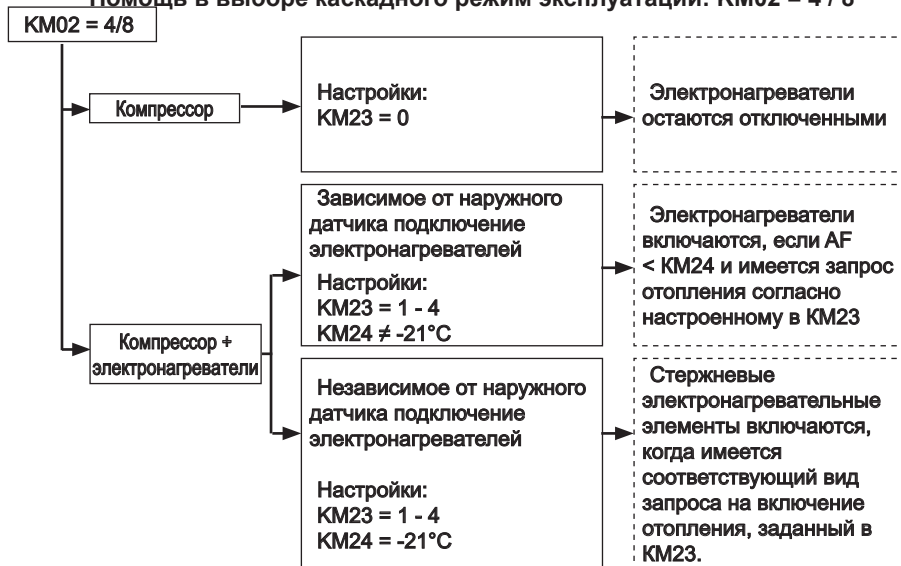 Помощь в выборе каскадного режим эксплуатации: KM02 = 4 / 8
KM02 = 4/8
Компрессор
Настройки:
KM23 = 0
Электронагреватели
остаются отключенными
Зависимое от наружного
датчика подключение
электронагревателей
Настройки:
KM23 = 1 - 4
KM24 ≠ -21°C
Электронагреватели
включаются, если AF
< KM24 и имеется запрос
отопления согласно
настроенному в KM23
Компрессор +
электронагреватели
Независимое от наружного
датчика подключение
электронагревателей
Настройки:
KM23 = 1 - 4
KM24 = -21°C
Стержневые
электронагревательные
элементы включаются,
когда имеется
соответствующий вид
запроса на включение
отопления, заданный в
KM23.